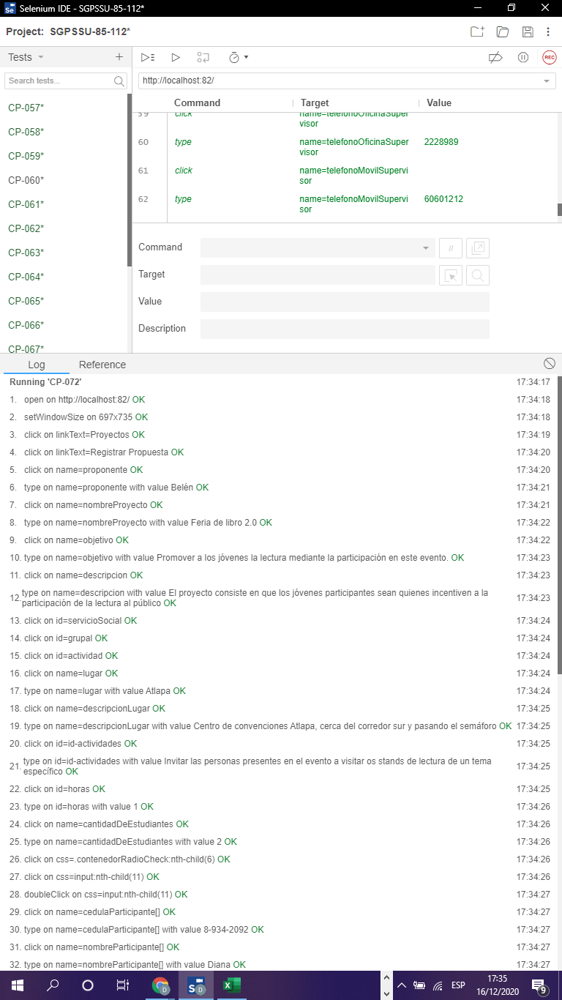 Selenium IDE - SGPSSU-85-112*
Project: SGPSSU-85-112*
Tests
Search tests...
CP-057*
CP-058*
CP-059*
CP-060*
CP-061*
CP-062*
CP-063*
CP-064*
CP-065*
CP-066*
CP-067*
REC
http://localhost:82/
Command Target Value
59 click name=telefonoOficinaSuper
visor
60 type name=telefonoOficinaSuper 2228989
visor
61 click name=telefonoMovilSupervi
sor
62 type name=telefonoMovilSupervi 60601212
sor
Command //
Target
Value
Description
Log Reference
Running 'CP-072' 17:34:17
1. open on http://localhost:82/ OK 17:34:18
2. setWindowSize on 697x735 OK 17:34:18
3. click on linkText=Proyectos OK 17:34:19
4. click on linkText=Registrar Propuesta OK 17:34:20
5. click on name=proponente OK 17:34:20
6. type on name=proponente with value Belén OK 17:34:21
7. click on name=nombreProyecto OK 17:34:21
8. type on name=nombreProyecto with value Feria de libro 2.0 OK 17:34:22
9. click on name=objetivo OK 17:34:22
10. type on name=objetivo with value Promover a los jóvenes la lectura mediante la participación en este evento. OK 17:34:23
11. click on name=descripcion OK 17:34:23
12. type on name=descripcion with value El proyecto consiste en que los jóvenes participantes sean quienes incentiven a la
participación de la lectura al público OK 17:34:23
13. click on id=servicioSocial OK 17:34:24
14. click on id=grupal OK 17:34:24
15. click on id=actividad OK 17:34:24
16. click on name=lugar OK 17:34:24
17. type on name=lugar with value Atlapa OK 17:34:24
18. click on name=descripcionLugar OK 17:34:25
19. type on name=descripcionLugar with value Centro de convenciones Atlapa, cerca del corredor sur y pasando el semáforo OK 17:34:25
20. click on id=id-actividades OK 17:34:25
21. type on id=id-actividades with value Invitar las personas presentes en el evento a visitar os stands de lectura de un tema
específico OK 17:34:25
22. click on id=horas OK 17:34:25
23. type on id=horas with value 1 OK 17:34:26
24. click on name=cantidadDeEstudiantes OK 17:34:26
25. type on name=cantidadDeEstudiantes with value 2 OK 17:34:26
26. click on css=.contenedorRadioCheck:nth-child(6) OK 17:34:26
27. click on css=input:nth-child(11) OK 17:34:26
28. doubleClick on css=input:nth-child(11) OK 17:34:27
29. click on name=cedulaParticipante[] OK 17:34:27
30. type on name=cedulaParticipante[] with value 8-934-2092 OK 17:34:27
31. click on name=nombreParticipante[] OK 17:34:27
32. type on name=nombreParticipante[] with value Diana OK 17:34:27
ESP
17:35
16/12/2020
9